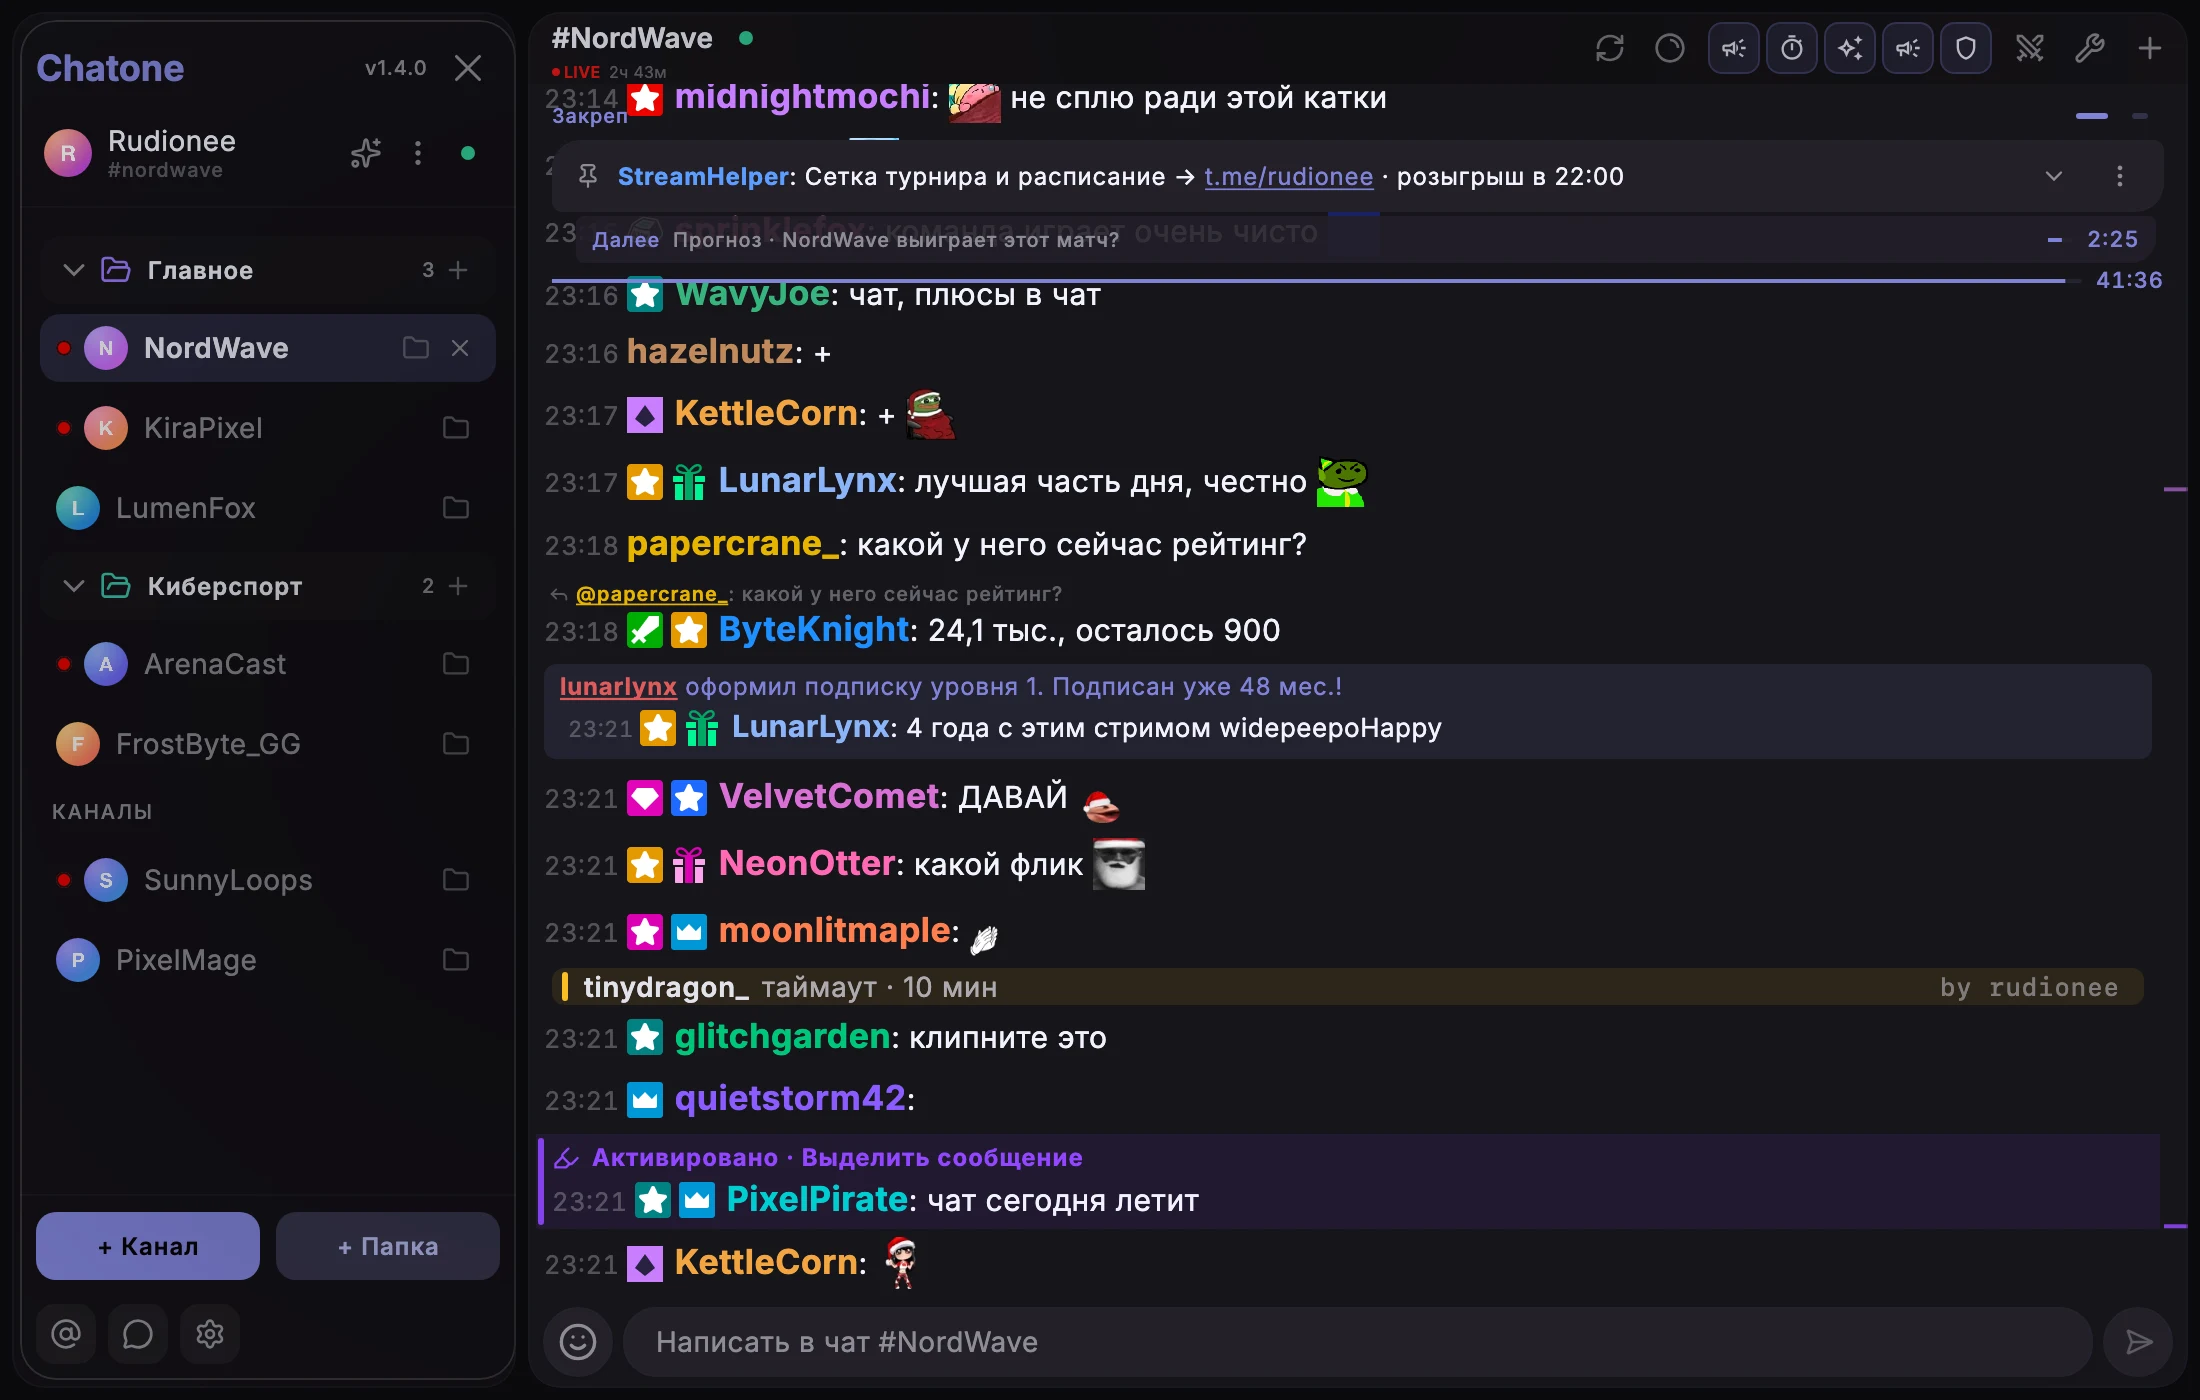 Chatone
v1.4.0
R
Rudionee
#nordwave
Главное
3
N
NordWave
K
KiraPixel
L
LumenFox
Киберспорт
2
A
ArenaCast
F
FrostByte_GG
КАНАЛЫ
S
SunnyLoops
P
PixelMage
+ Канал
+ Папка
#NordWave
LIVE 2ч 43м
23:14 midnightmochi: не сплю ради этой катки
Закреп
StreamHelper: Сетка турнира и расписание → t.me/rudionee · розыгрыш в 22:00
sprinklefox: команда играет очень чисто
Далее Прогноз · NordWave выиграет этот матч?
2:25
41:36
23:16 WavyJoe: чат, плюсы в чат
23:16 hazelnutz: +
23:17 KettleCorn: +
23:17 LunarLynx: лучшая часть дня, честно
23:18 papercrane_: какой у него сейчас рейтинг?
@papercrane_: какой у него сейчас рейтинг?
23:18 ByteKnight: 24,1 тыс., осталось 900
lunarlynx оформил подписку уровня 1. Подписан уже 48 мес.!
23:21 LunarLynx: 4 года с этим стримом widepeepoHappy
23:21 VelvetComet: ДАВАЙ
23:21 NeonOtter: какой флик
23:21 moonlitmaple:
tinydragon_ таймаут · 10 мин
by rudionee
23:21 glitchgarden: клипните это
23:21 quietstorm42:
Активировано · Выделить сообщение
23:21 PixelPirate: чат сегодня летит
23:21 KettleCorn:
Написать в чат #NordWave